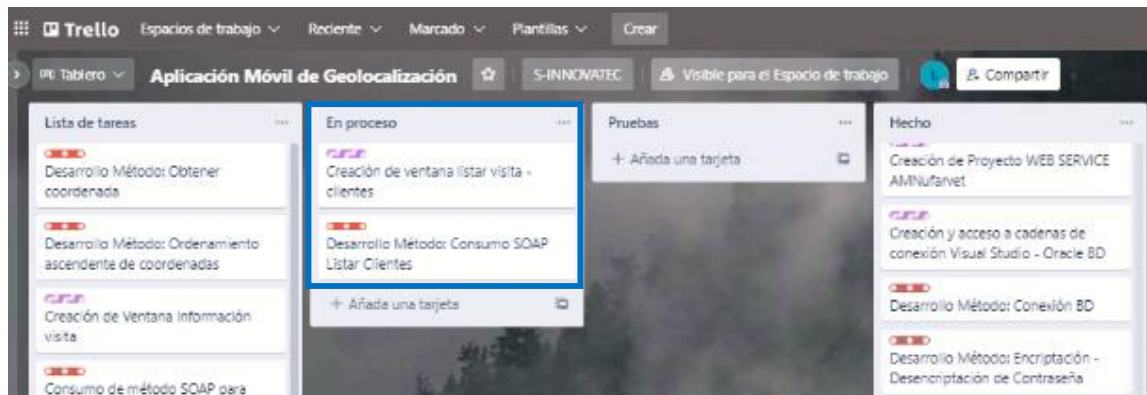 Trello Espacios de trabajo Reciente Marcado Plantillas Crear
Tablero Aplicación Móvil de Geolocalización S-INNOVATEC Visible para el Espacio de trabajo L Compartir
Lista de tareas
Desarrollo Método: Obtener
coordenada
Desarrollo Método: Ordenamiento
ascendente de coordenadas
Creación de Ventana Información
visita
Consumo de método SOAP para
En proceso
Creación de ventana listar visita -
clientes
Desarrollo Método: Consumo SOAP
Listar Clientes
+ Añada una tarjeta
Pruebas
+ Añada una tarjeta
Hecho
Creación de Proyecto WEB SERVICE
AMNufarvet
Creación y acceso a cadenas de
conexión Visual Studio - Oracle BD
Desarrollo Método: Conexión BD
Desarrollo Método: Encriptación -
Desencriptación de Contraseña